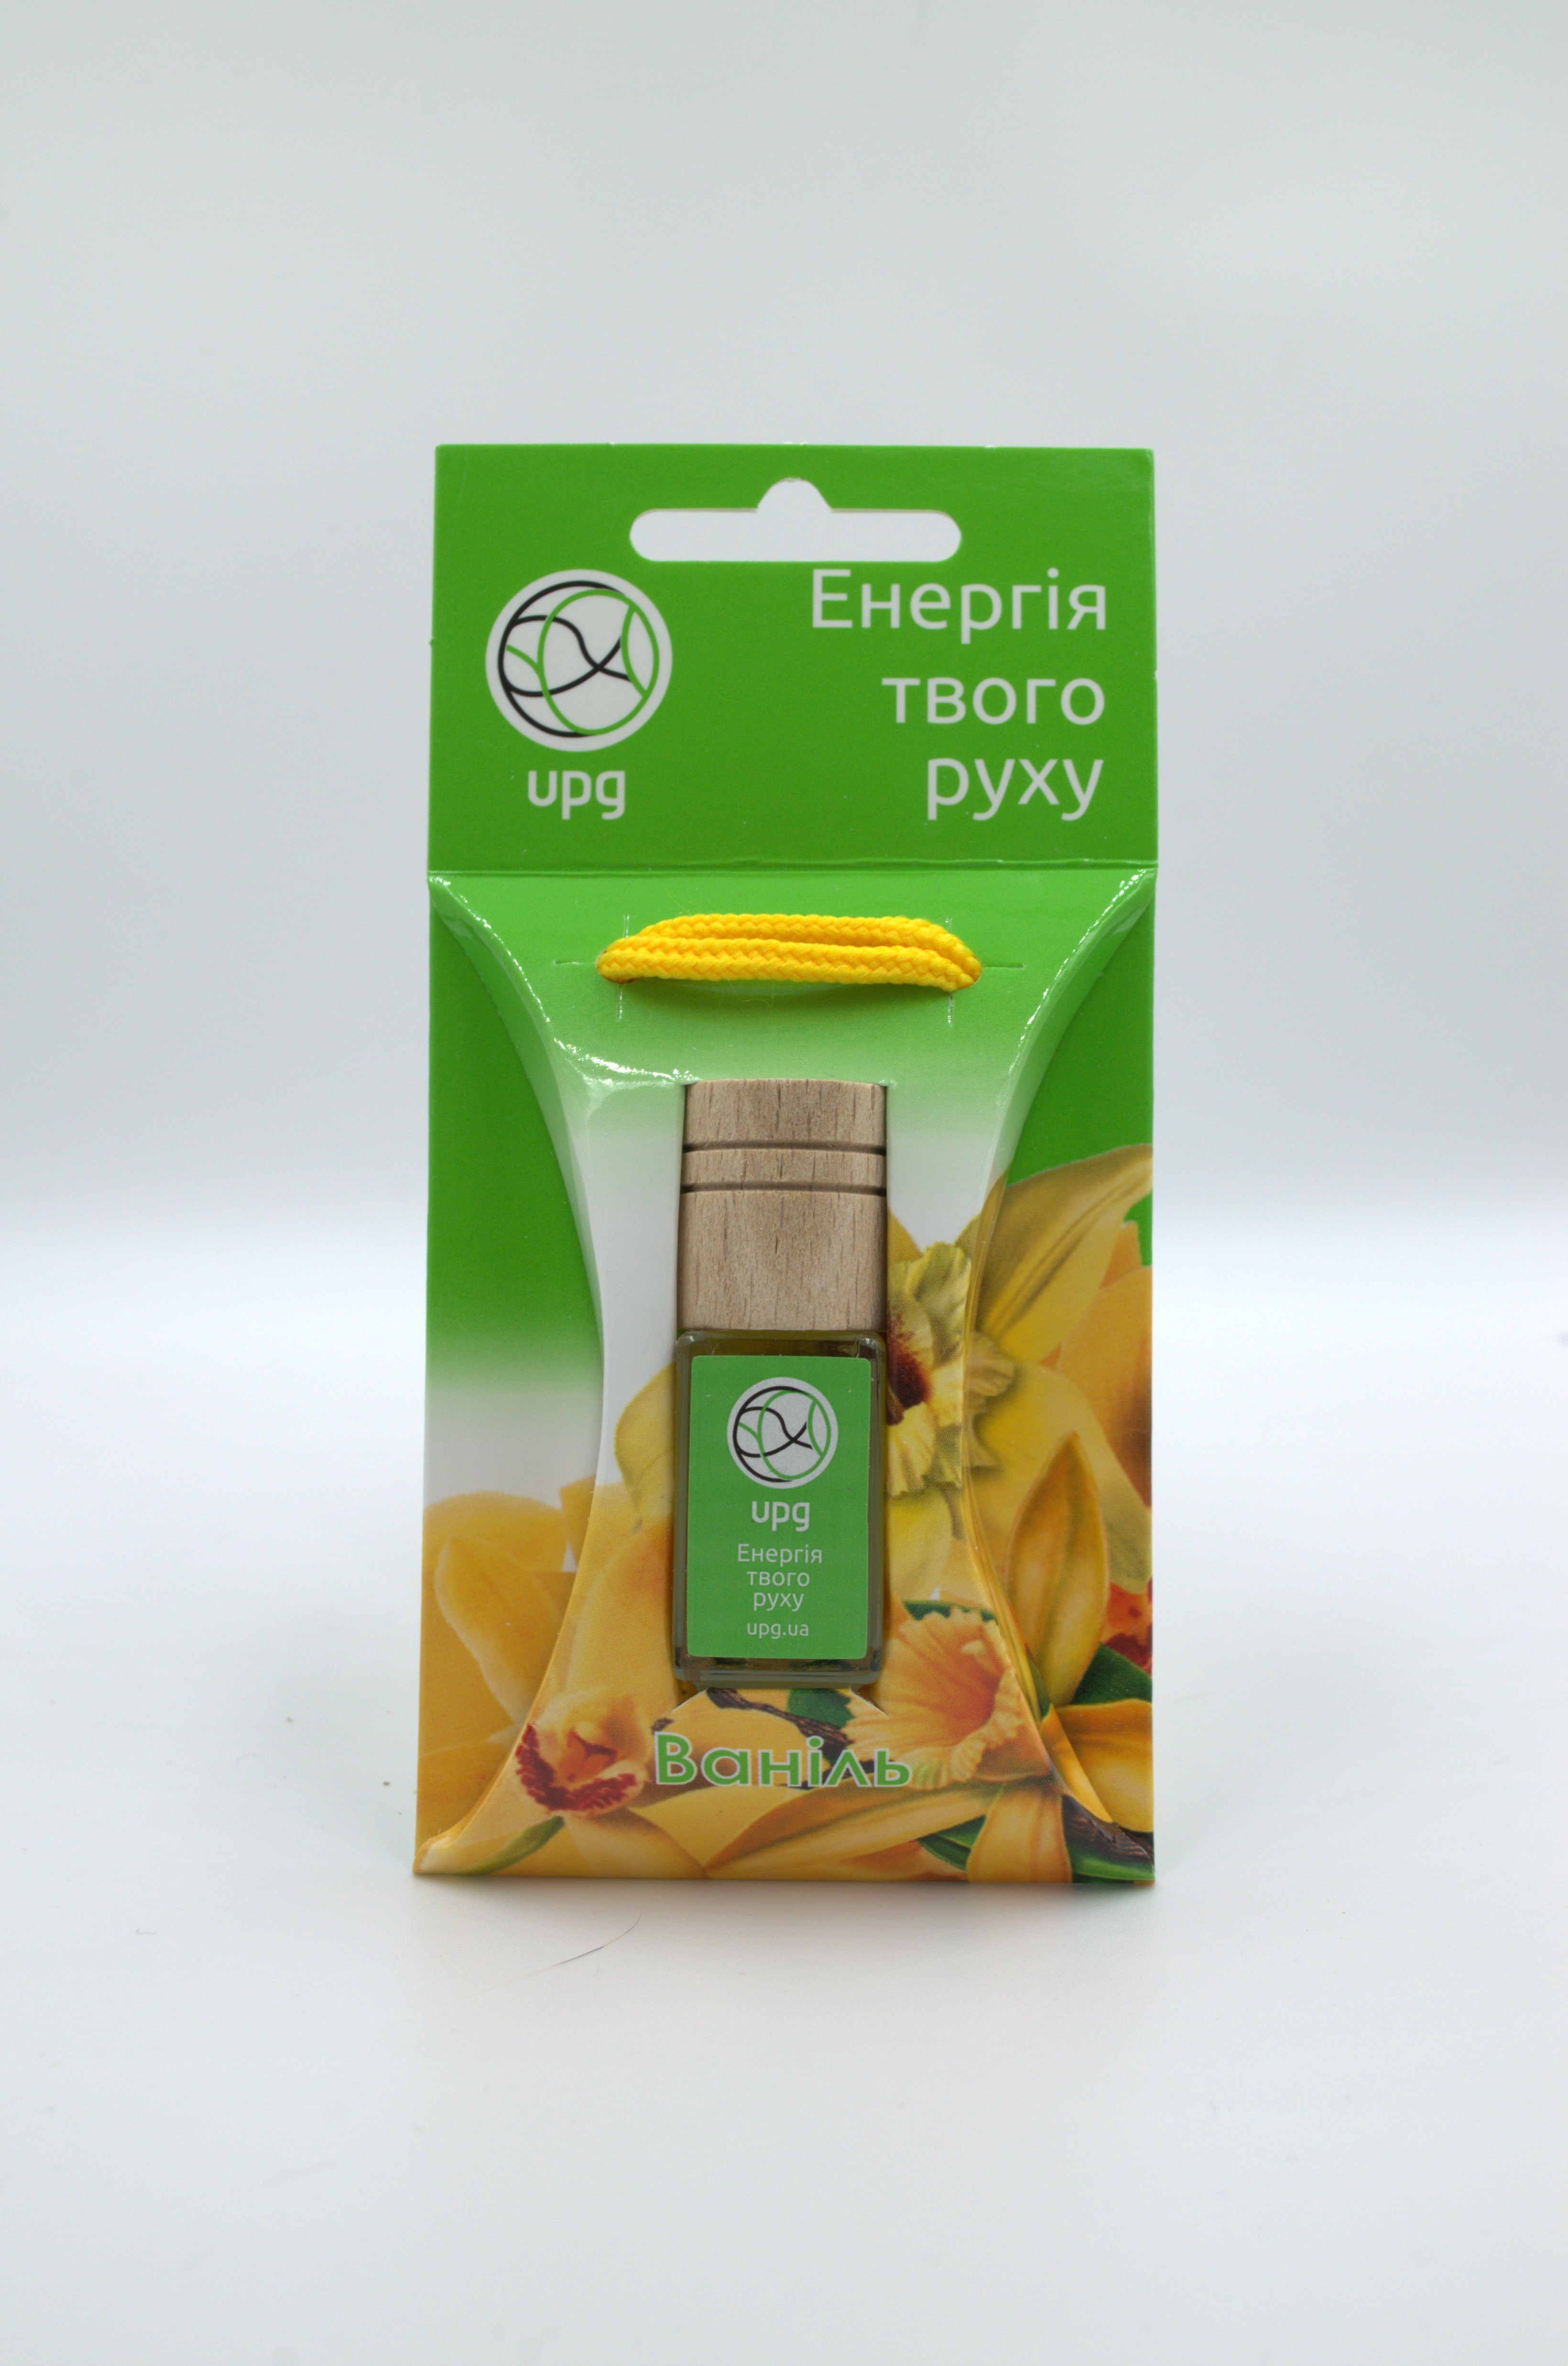 Енергія
твого
руху
upg
upg
Енергія
твого
руху
upg.ua
Ваніль